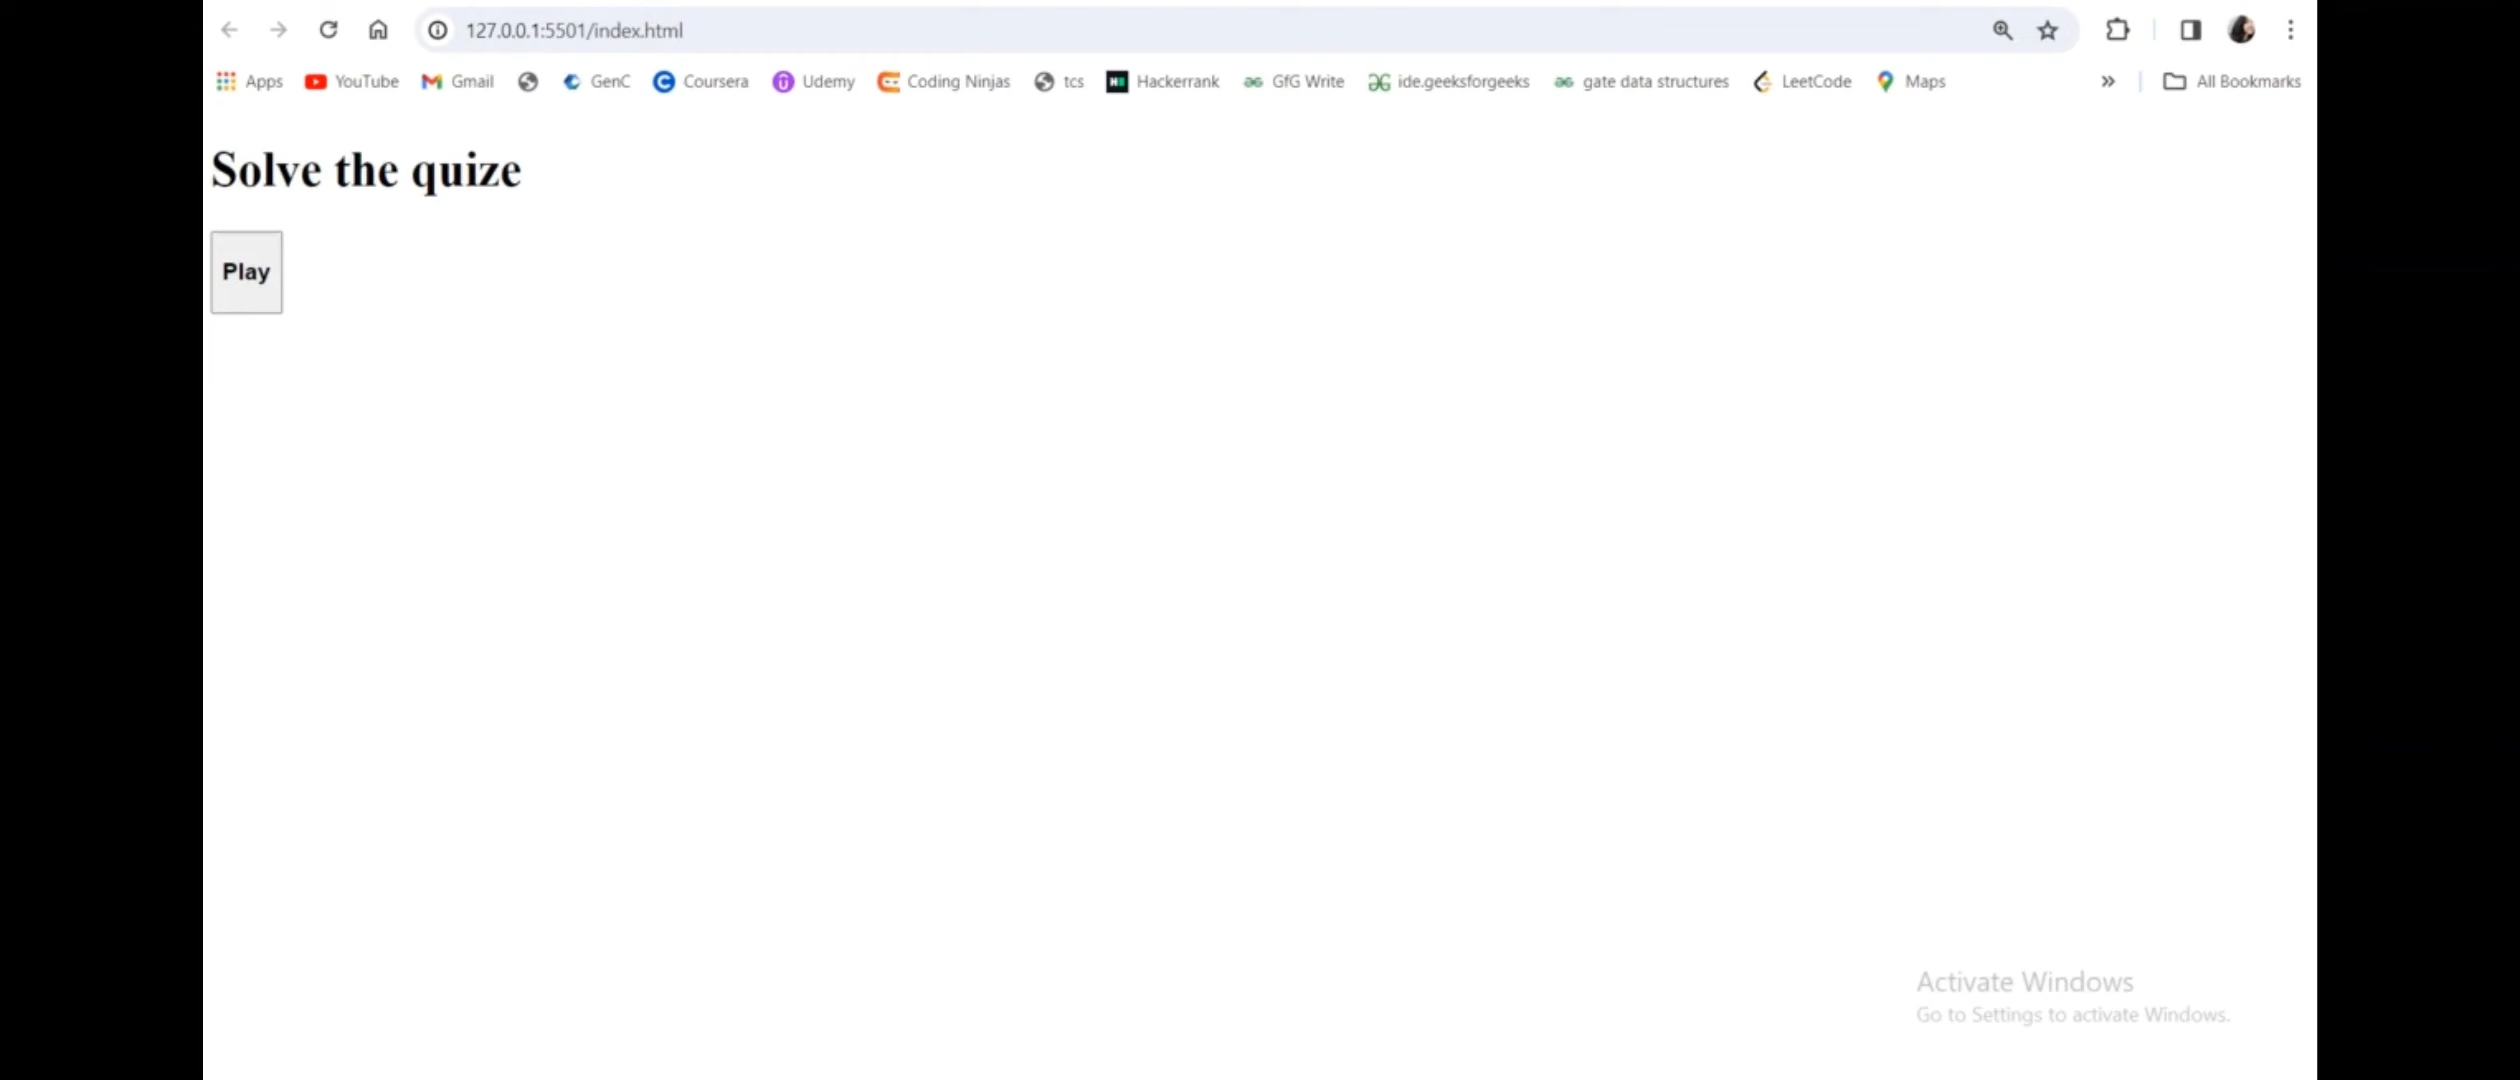 127.0.0.1:5501/index.html
Apps YouTube Gmail GenC Coursera Udemy Coding Ninjas tcs Hackerrank GfG Write ide.geeksforgeeks gate data structures LeetCode Maps » All Bookmarks
Solve the quize
Play
Activate Windows
Go to Settings to activate Windows.